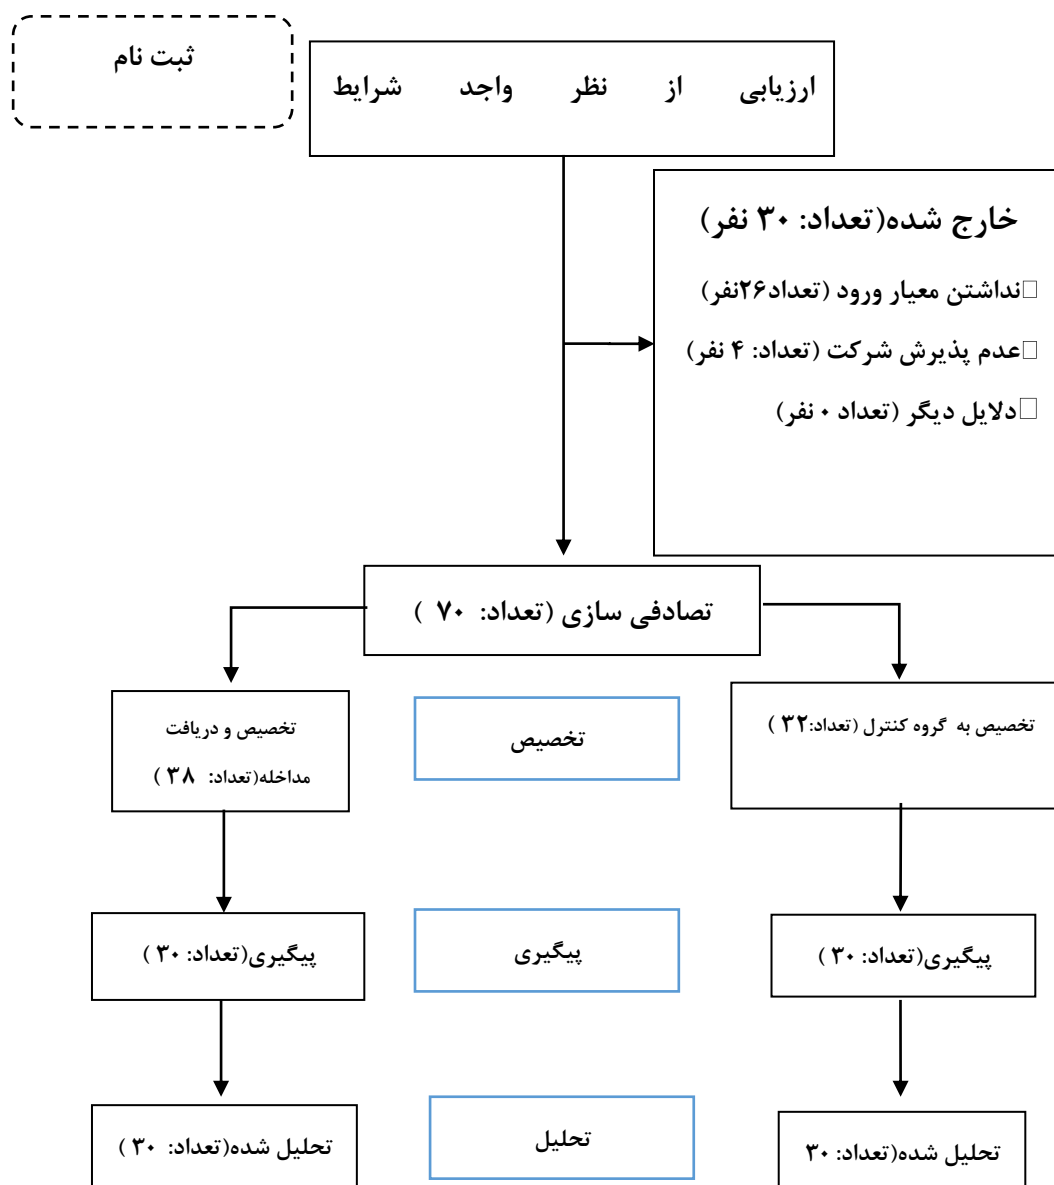 ثبت نام
ارزیابی از نظر واجد شرایط
خارج شده(تعداد: ۳۰ نفر)
نداشتن معیار ورود (تعداد۲۶نفر)
عدم پذیرش شرکت (تعداد: ۴ نفر)
دلایل دیگر (تعداد ۰ نفر)
تصادفی سازی (تعداد: ۷۰ )
تخصیص به گروه کنترل (تعداد:۳۲ )
تخصیص
تخصیص و دریافت
مداخله(تعداد: ۳۸ )
پیگیری(تعداد: ۳۰ )
پیگیری
پیگیری(تعداد: ۳۰ )
تحلیل شده(تعداد: ۳۰
تحلیل
تحلیل شده(تعداد: ۳۰ )